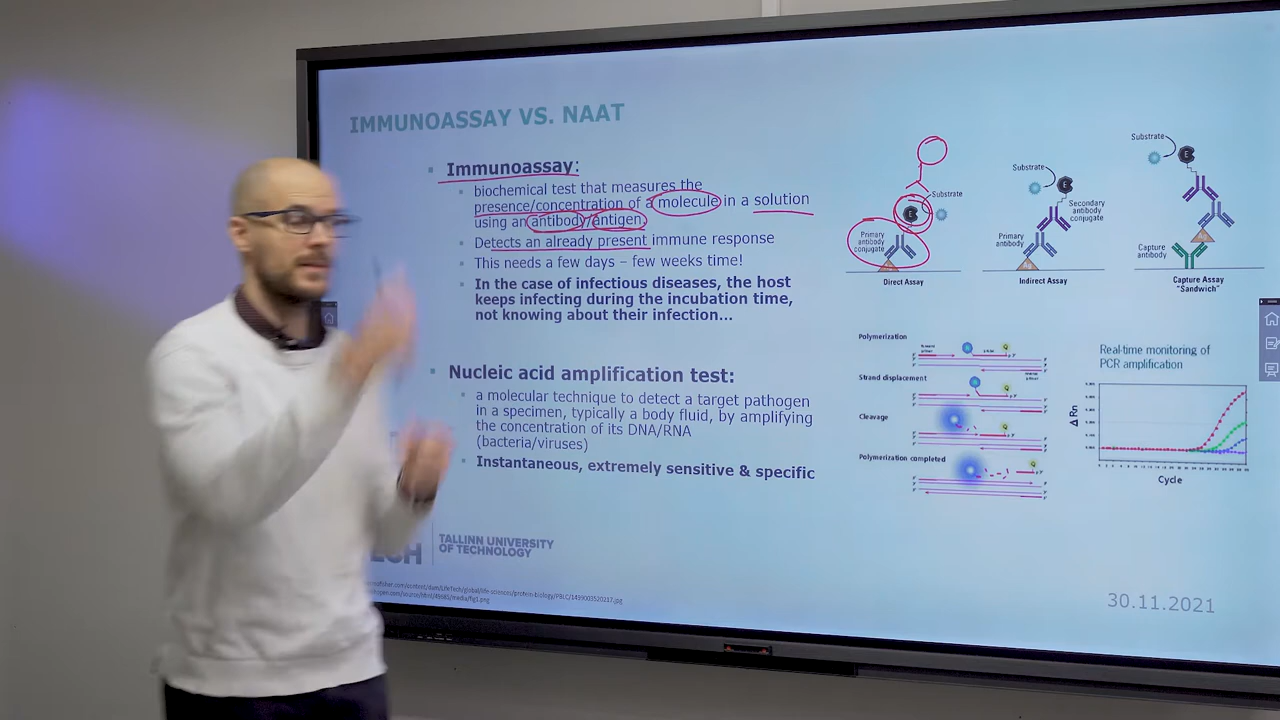 IMMUNOASSAY VS. NAAT
Immunoassay:
biochemical test that measures the
presence/concentration of a molecule in a solution
using an antibody/antigen.
Detects an already present immune response
This needs a few days – few weeks time!
In the case of infectious diseases, the host
keeps infecting during the incubation time,
not knowing about their infection…
Nucleic acid amplification test:
a molecular technique to detect a target pathogen
in a specimen, typically a body fluid, by amplifying
the concentration of its DNA/RNA
(bacteria/viruses)
Instantaneous, extremely sensitive & specific
Substrate
E
Primary
antibody
conjugate
Direct Assay
Substrate
E
Secondary
antibody
conjugate
Primary
antibody
Indirect Assay
Substrate
E
Capture
antibody
Capture Assay
"Sandwich"
Polymerization
Strand displacement
Cleavage
Polymerization completed
Real-time monitoring of
PCR amplification
Δ Rn
Cycle
TALLINN UNIVERSITY
OF TECHNOLOGY
30.11.2021